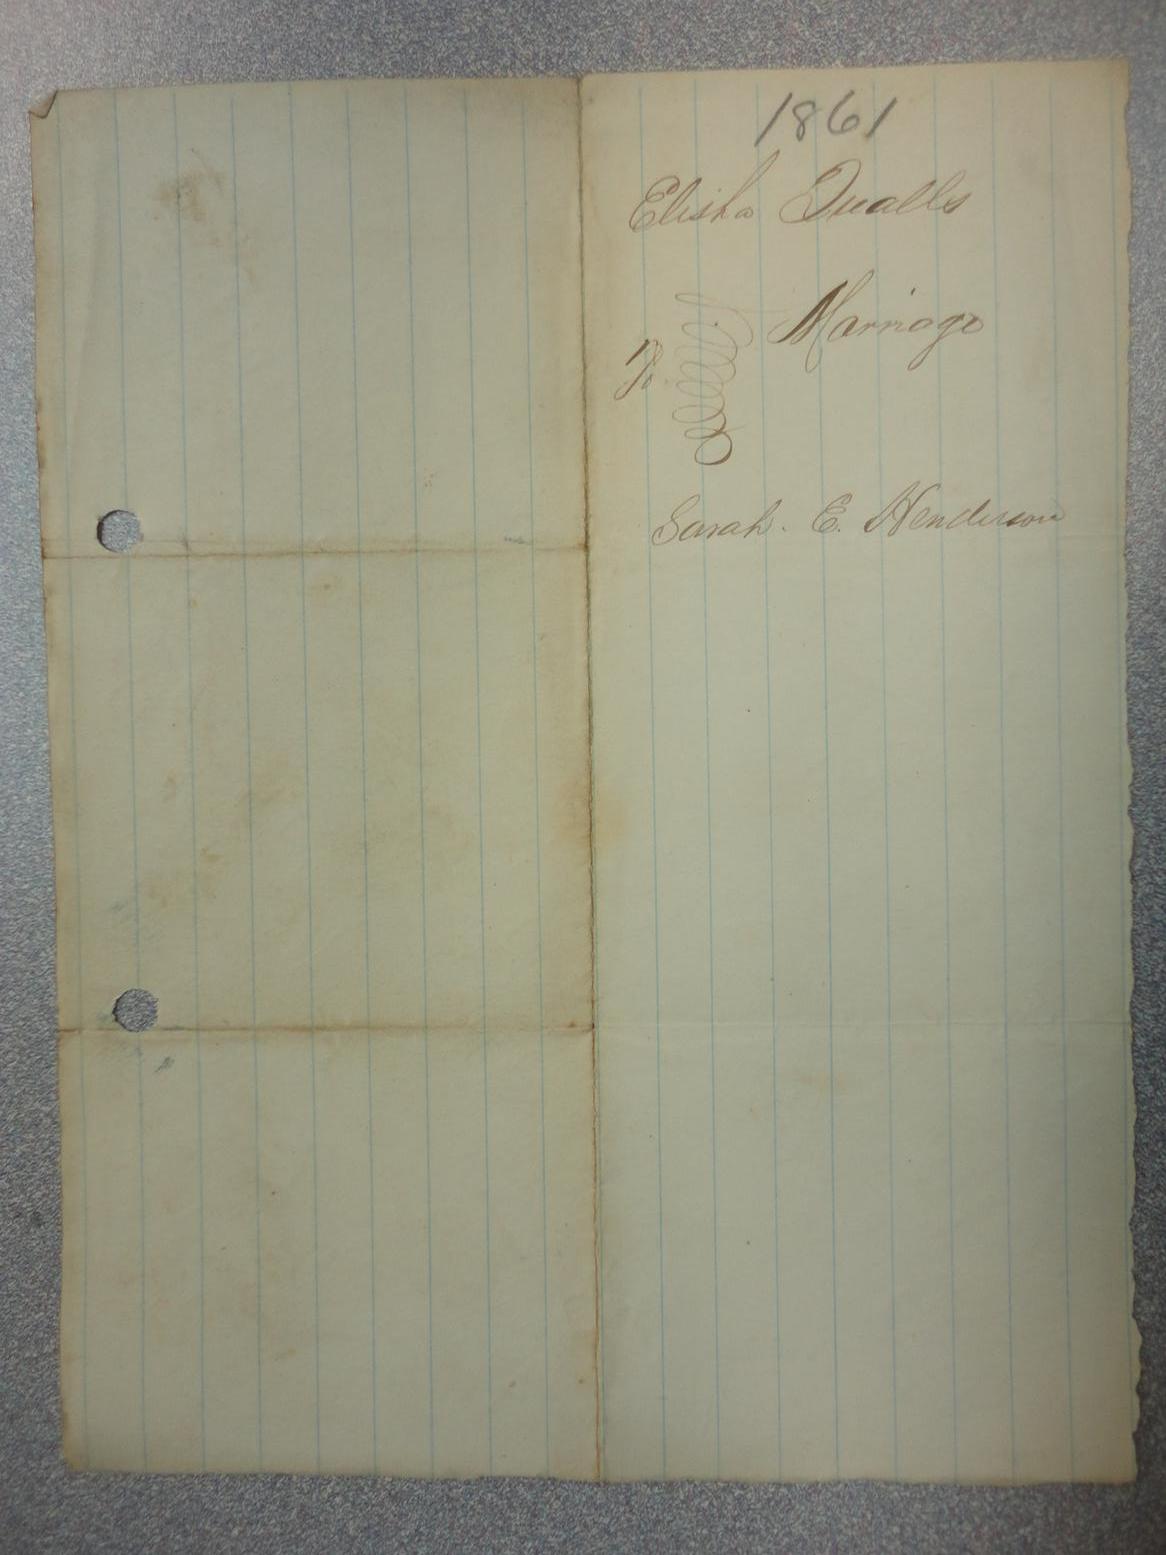 1861
Elisha Qualls
Marriage
To
Sarah. E. Henderson